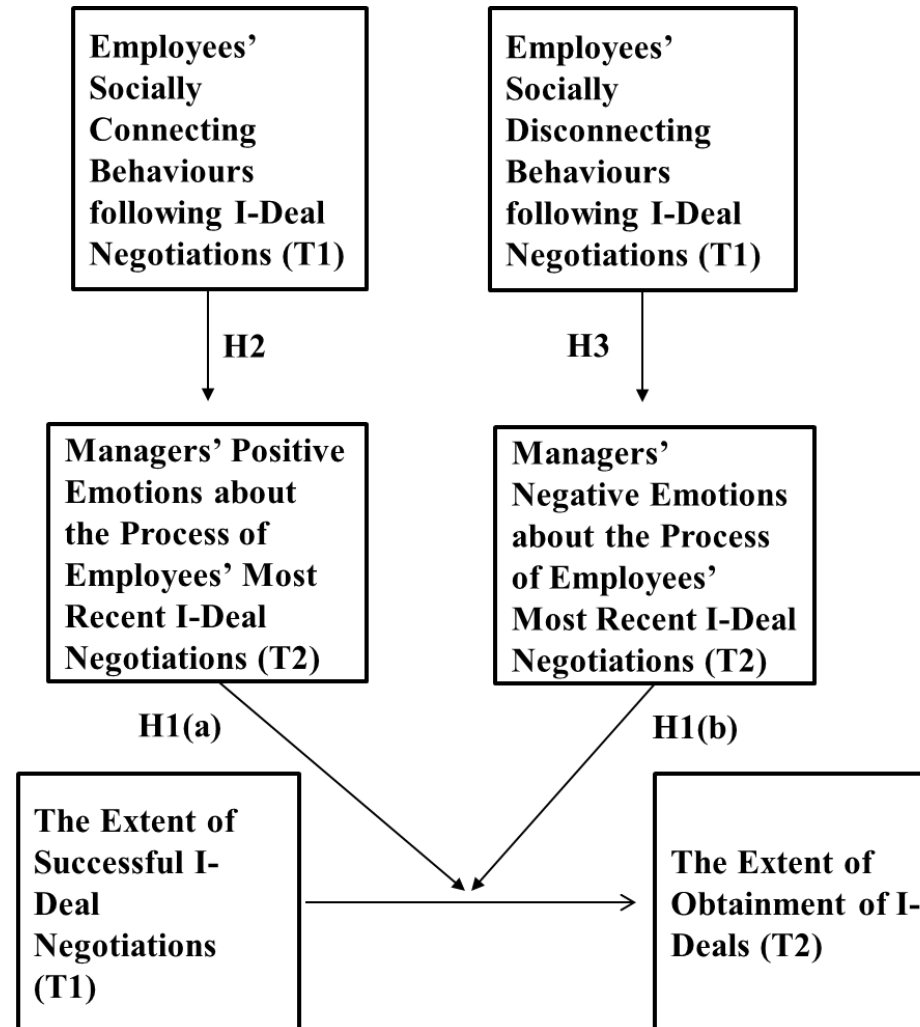 Employees’
Socially
Connecting
Behaviours
following I-Deal
Negotiations (T1)
Employees’
Socially
Disconnecting
Behaviours
following I-Deal
Negotiations (T1)
H2
H3
Managers’ Positive
Emotions about
the Process of
Employees’ Most
Recent I-Deal
Negotiations (T2)
Managers’
Negative Emotions
about the Process
of Employees’
Most Recent I-Deal
Negotiations (T2)
H1(a)
H1(b)
The Extent of
Successful I-
Deal
Negotiations
(T1)
The Extent of
Obtainment of I-
Deals (T2)